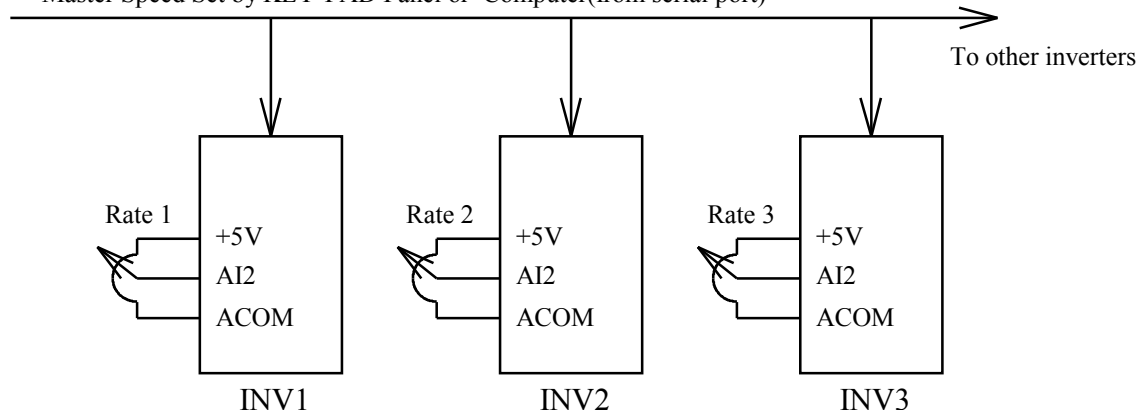 Master Speed Set by KEY-PAD Panel or Computer(from serial port)
To other inverters
Rate 1
+5V
AI2
ACOM
INV1
Rate 2
+5V
AI2
ACOM
INV2
Rate 3
+5V
AI2
ACOM
INV3